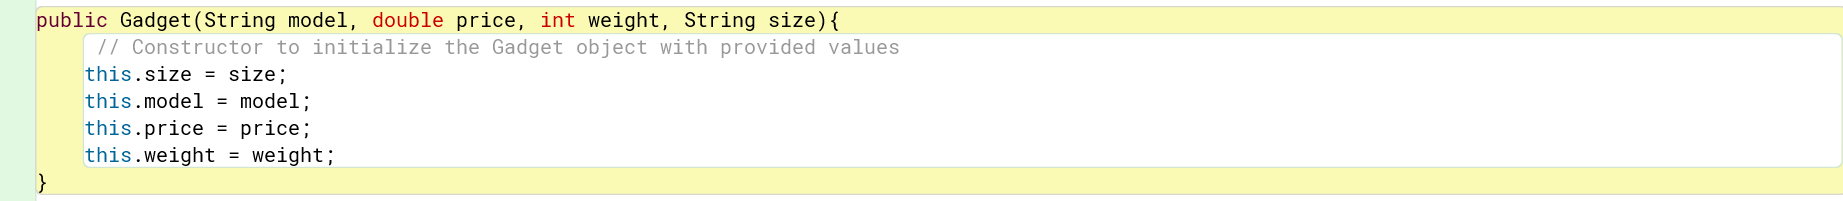 public Gadget(String model, double price, int weight, String size){
// Constructor to initialize the Gadget object with provided values
this.size = size;
this.model = model;
this.price = price;
this.weight = weight;
}